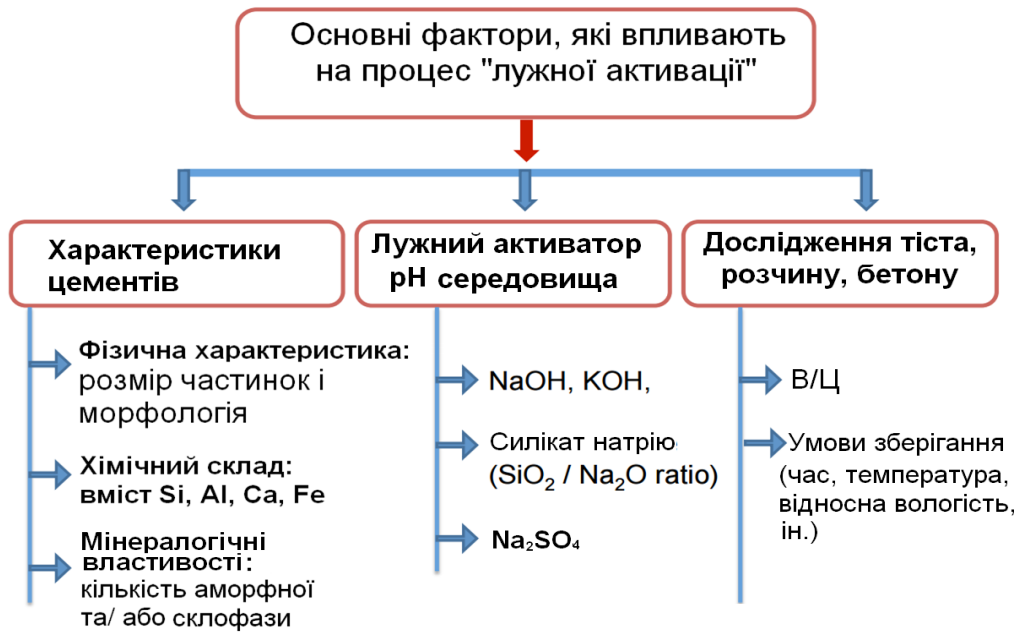 Основні фактори, які впливають
на процес "лужної активації"
Характеристики
цементів
Фізична характеристика:
розмір частинок і
морфологія
Хімічний склад:
вміст Si, Al, Ca, Fe
Мінералогічні
властивості:
кількість аморфної
та/ або склофази
Лужний активатор
pH середовища
NaOH, KOH,
Силікат натрію
(SiO₂ / Na₂O ratio)
Na₂SO₄
Дослідження тіста,
розчину, бетону
В/Ц
Умови зберігання
(час, температура,
відносна вологість,
ін.)